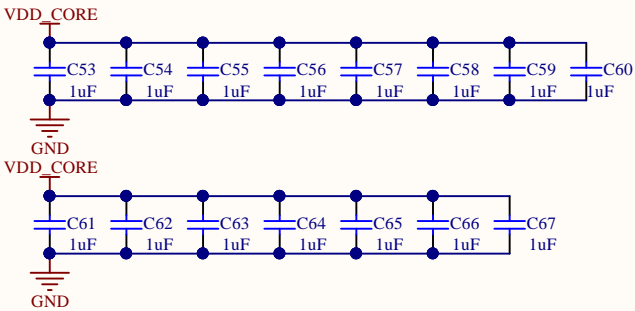 VDD_CORE
C53 C54 C55 C56 C57 C58 C59 C60
1uF 1uF 1uF 1uF 1uF 1uF 1uF 1uF
GND
VDD_CORE
C61 C62 C63 C64 C65 C66 C67
1uF 1uF 1uF 1uF 1uF 1uF 1uF
GND